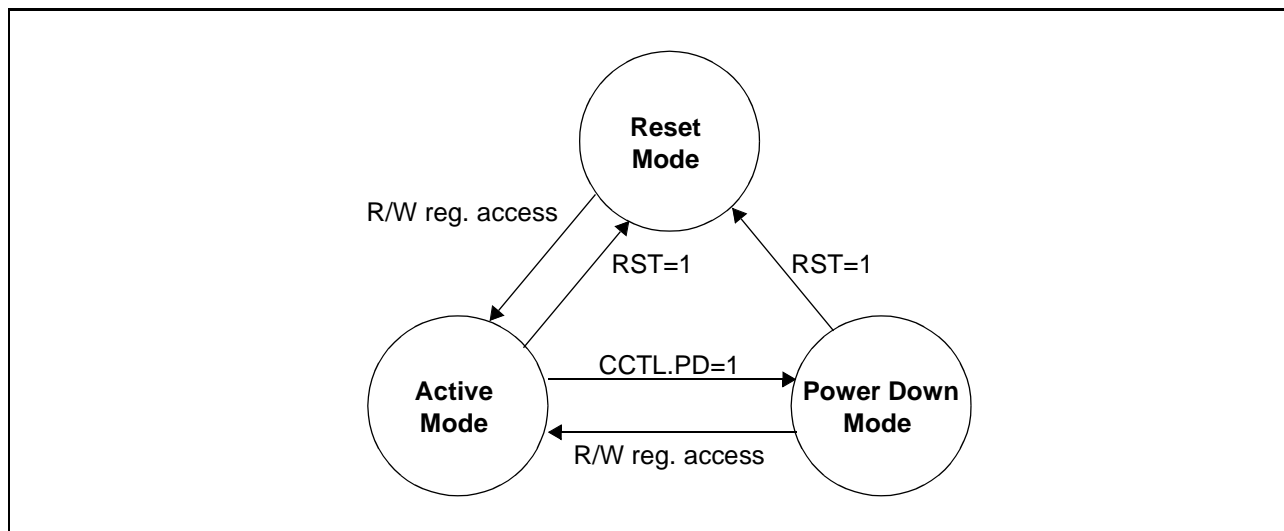 Reset
Mode
R/W reg. access
RST=1
RST=1
CCTL.PD=1
Active
Mode
Power Down
Mode
R/W reg. access